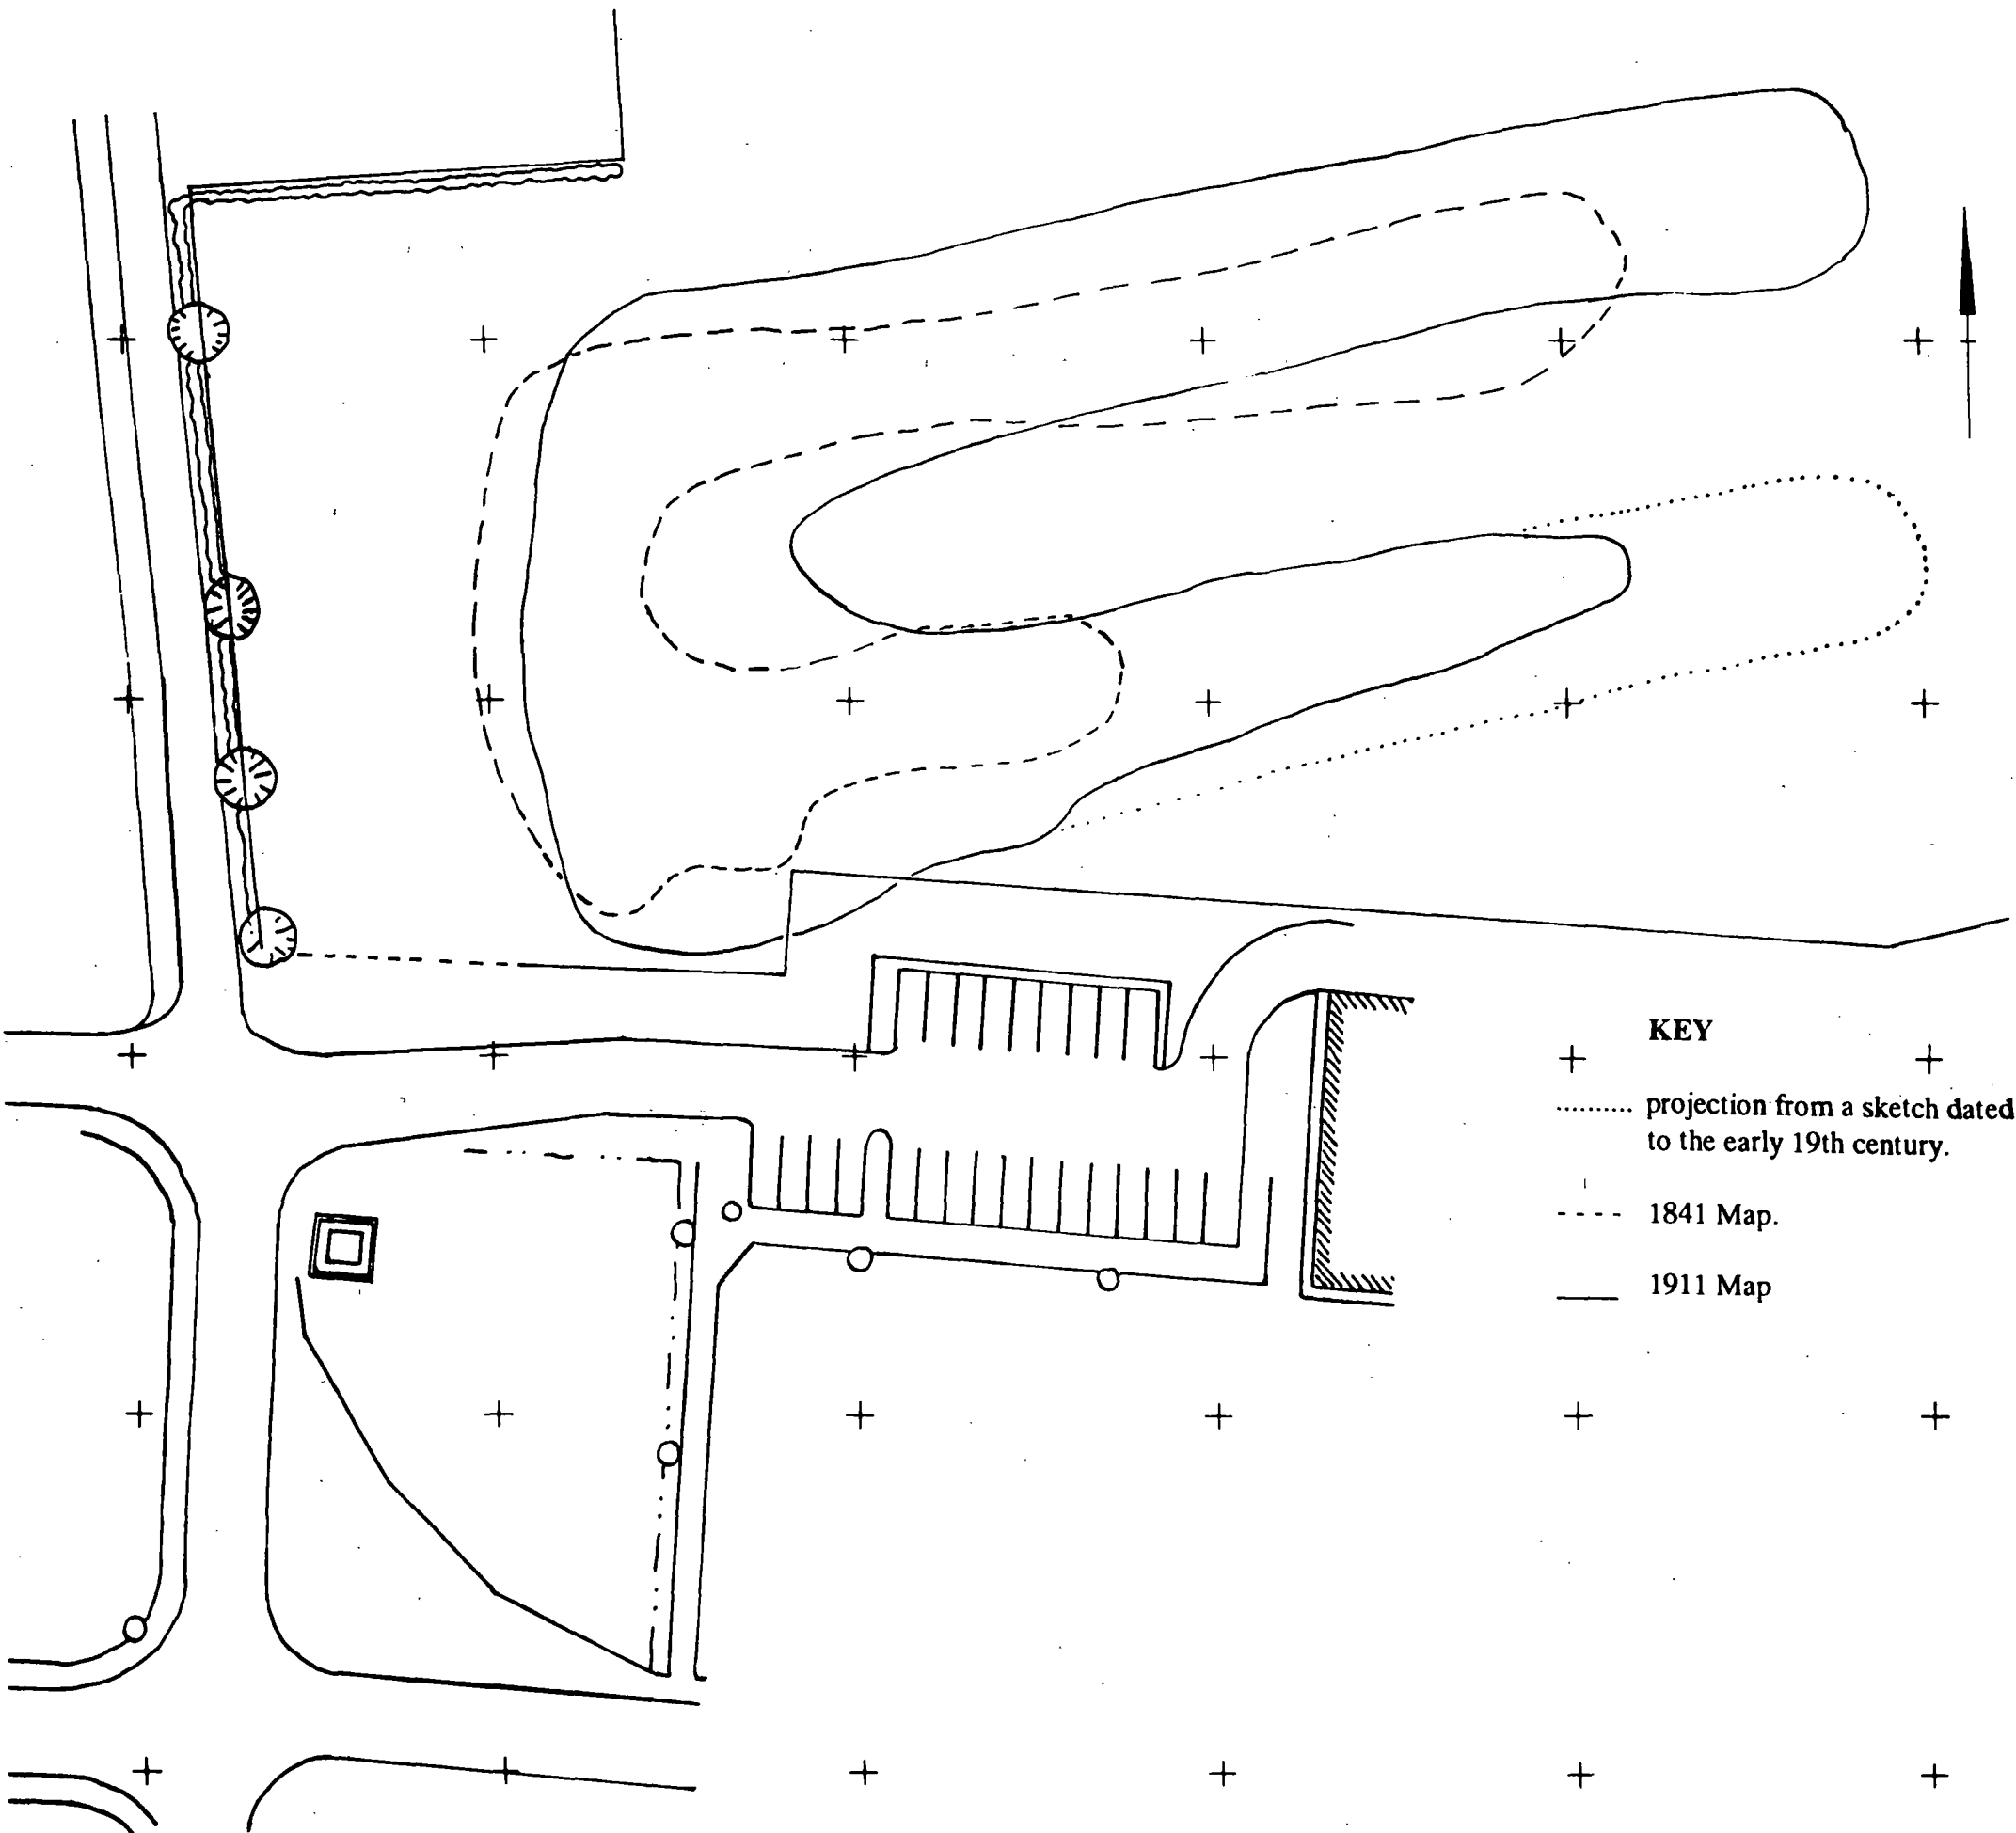 KEY
.......... projection from a sketch dated
to the early 19th century.
- - - - 1841 Map.
——— 1911 Map